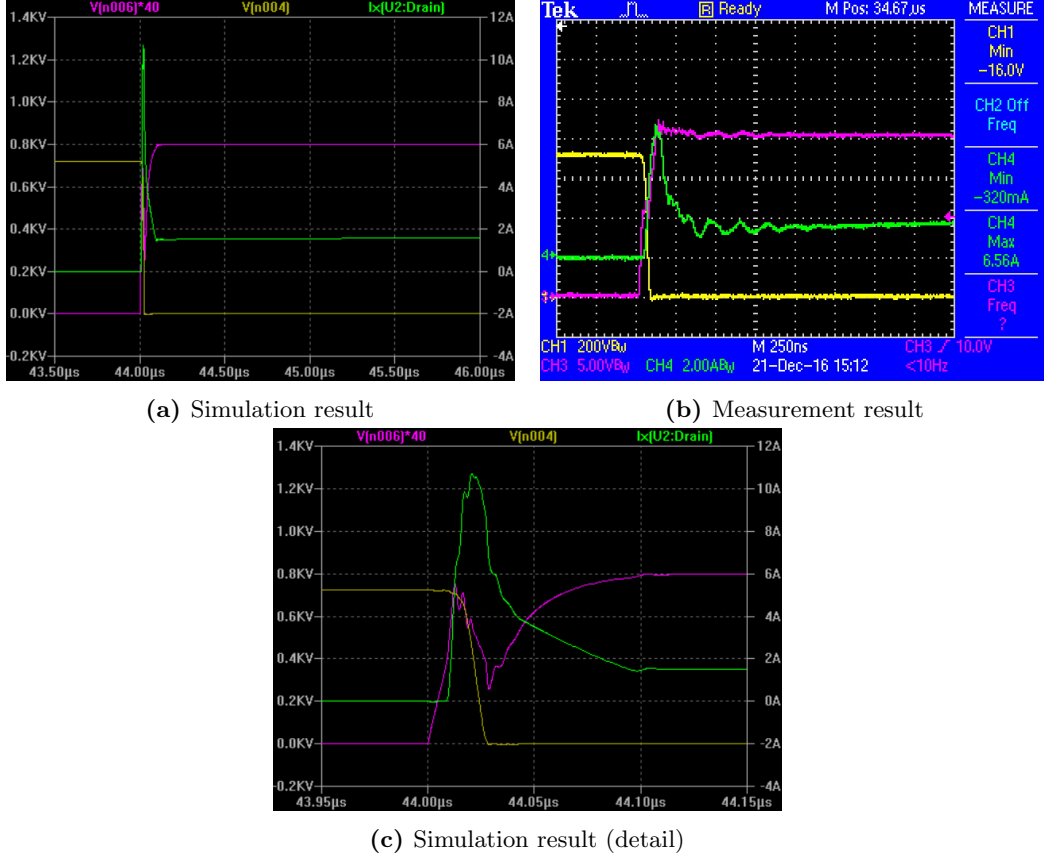 V(n006)*40 V(n004) Ix(U2:Drain)
1.4KV 12A
1.2KV 10A
1.0KV 8A
0.8KV 6A
0.6KV 4A
0.4KV 2A
0.2KV 0A
0.0KV -2A
-0.2KV -4A
43.50µs 44.00µs 44.50µs 45.00µs 45.50µs 46.00µs
(a) Simulation result
Tek R Ready M Pos: 34.67µs MEASURE
CH1
Min
-16.0V
CH2 Off
Freq
CH4
Min
-320mA
CH4
Max
6.56A
CH3
Freq
?
4
CH1 200VBw M 250ns CH3 10.0V
CH3 5.00VBw CH4 2.00ABw 21-Dec-16 15:12 <10Hz
(b) Measurement result
V(n006)*40 V(n004) Ix(U2:Drain)
1.4KV 12A
1.2KV 10A
1.0KV 8A
0.8KV 6A
0.6KV 4A
0.4KV 2A
0.2KV 0A
0.0KV -2A
-0.2KV -4A
43.95µs 44.00µs 44.05µs 44.10µs 44.15µs
(c) Simulation result (detail)